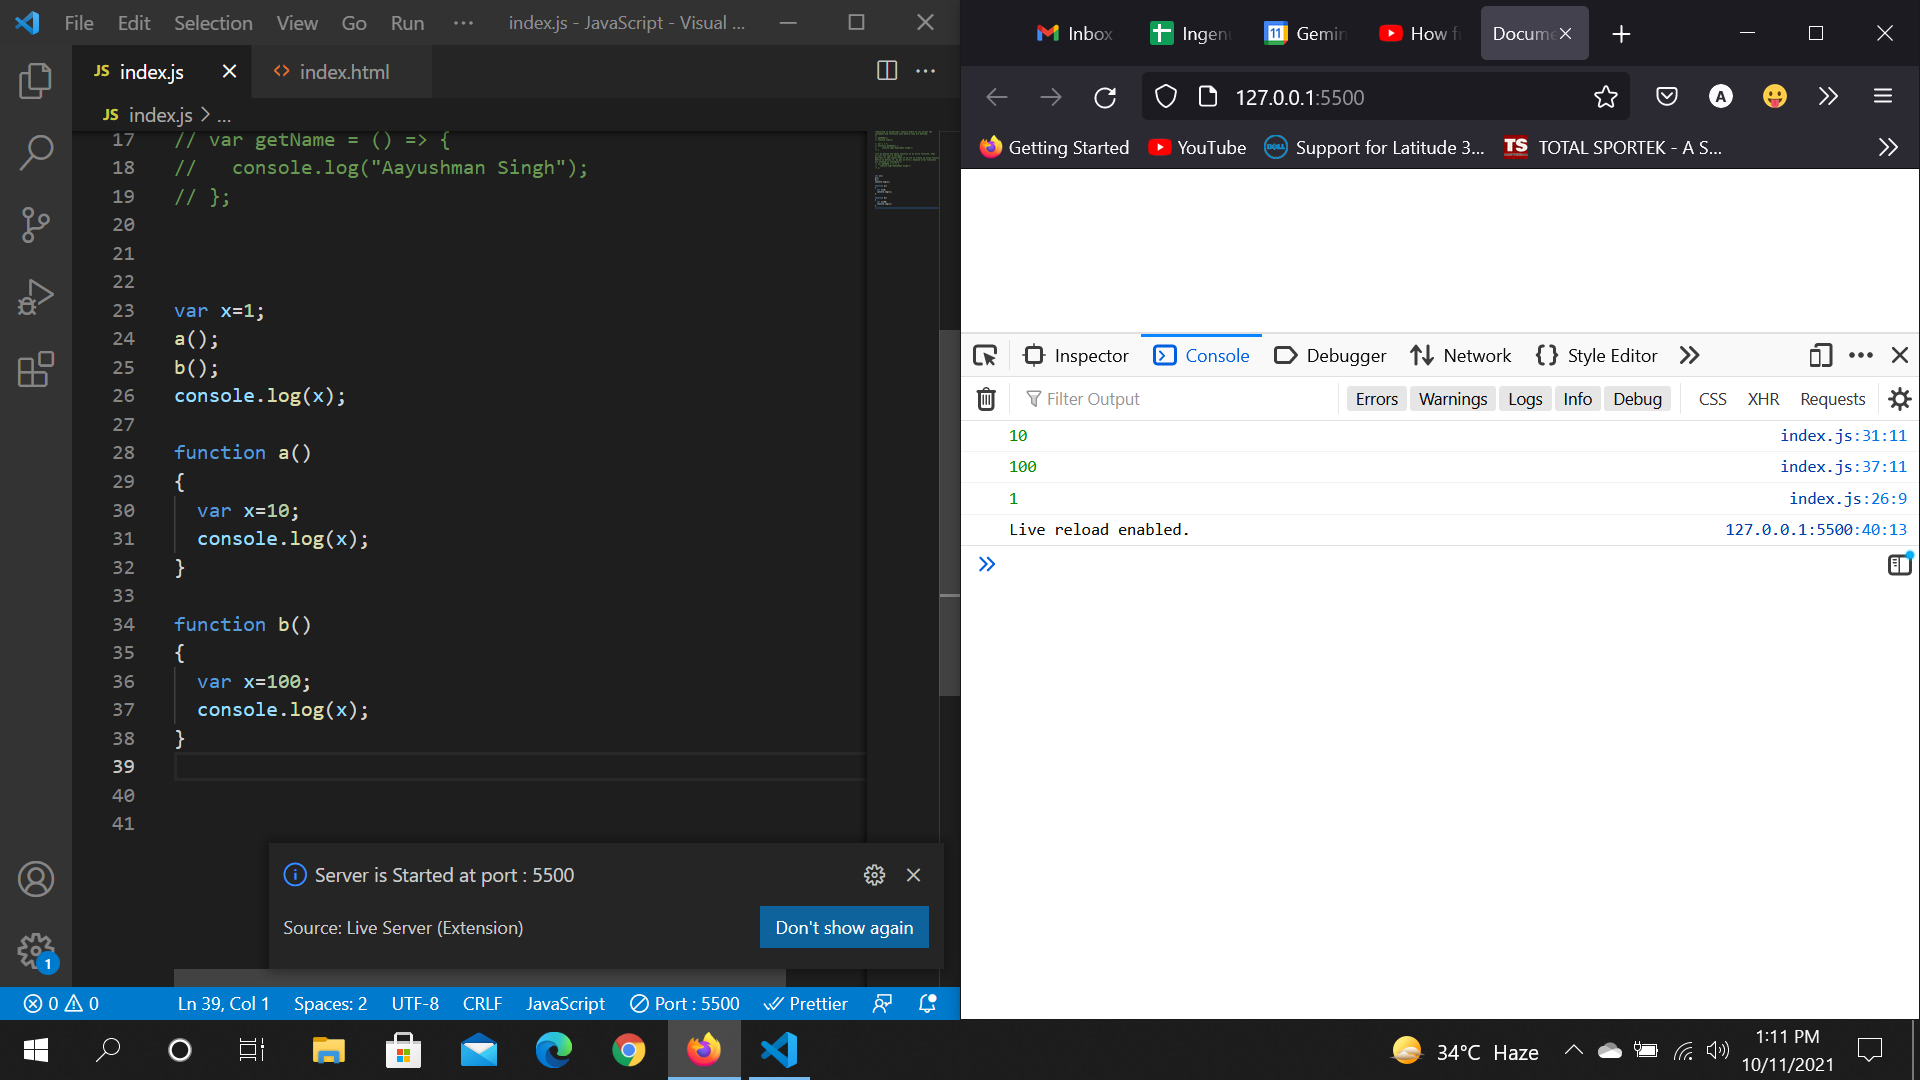 File Edit Selection View Go Run ··· index.js - JavaScript - Visual ...
JS index.js index.html
JS index.js > ...
17 // var getName = () => {
18 //   console.log("Aayushman Singh");
19 // };
20
21
22
23 var x=1;
24 a();
25 b();
26 console.log(x);
27
28 function a()
29 {
30   var x=10;
31   console.log(x);
32 }
33
34 function b()
35 {
36   var x=100;
37   console.log(x);
38 }
39
40
41
Server is Started at port : 5500
Source: Live Server (Extension) Don't show again
1
0 0 Ln 39, Col 1 Spaces: 2 UTF-8 CRLF JavaScript Port : 5500 Prettier
Inbox Ingen Gemin How f Docume
127.0.0.1:5500
A
Getting Started YouTube DELL Support for Latitude 3... TS TOTAL SPORTEK - A S...
Inspector Console Debugger Network Style Editor
Filter Output Errors Warnings Logs Info Debug CSS XHR Requests
10 index.js:31:11
100 index.js:37:11
1 index.js:26:9
Live reload enabled. 127.0.0.1:5500:40:13
34°C Haze
1:11 PM
10/11/2021